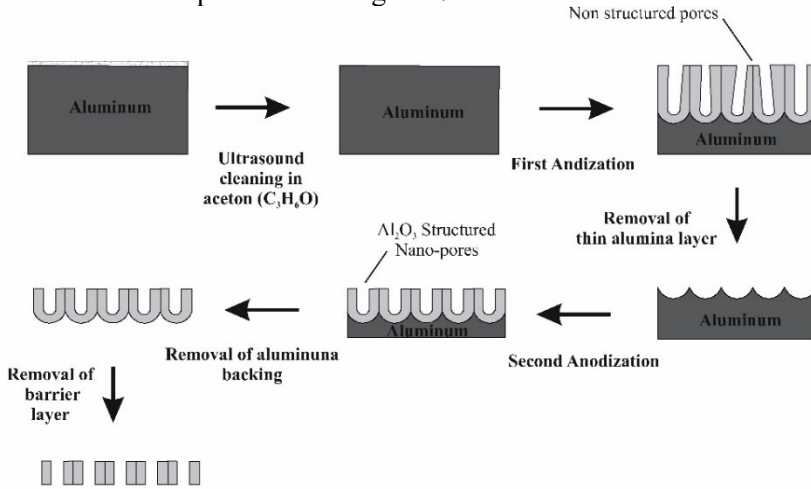 Non structured pores
Aluminum
Aluminum
Aluminum
Ultrasound
cleaning in
aceton (C₃H₆O)
First Andization
Removal of
thin alumina layer
Al₂O₃ Structured
Nano-pores
Aluminum
Aluminum
Second Anodization
Removal of aluminuna
backing
Removal of
barrier
layer